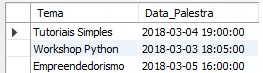 Tema Data_Palestra
Tutoriais Simples 2018-03-04 19:00:00
Workshop Python 2018-03-03 18:05:00
Empreendedorismo 2018-03-05 16:00:00